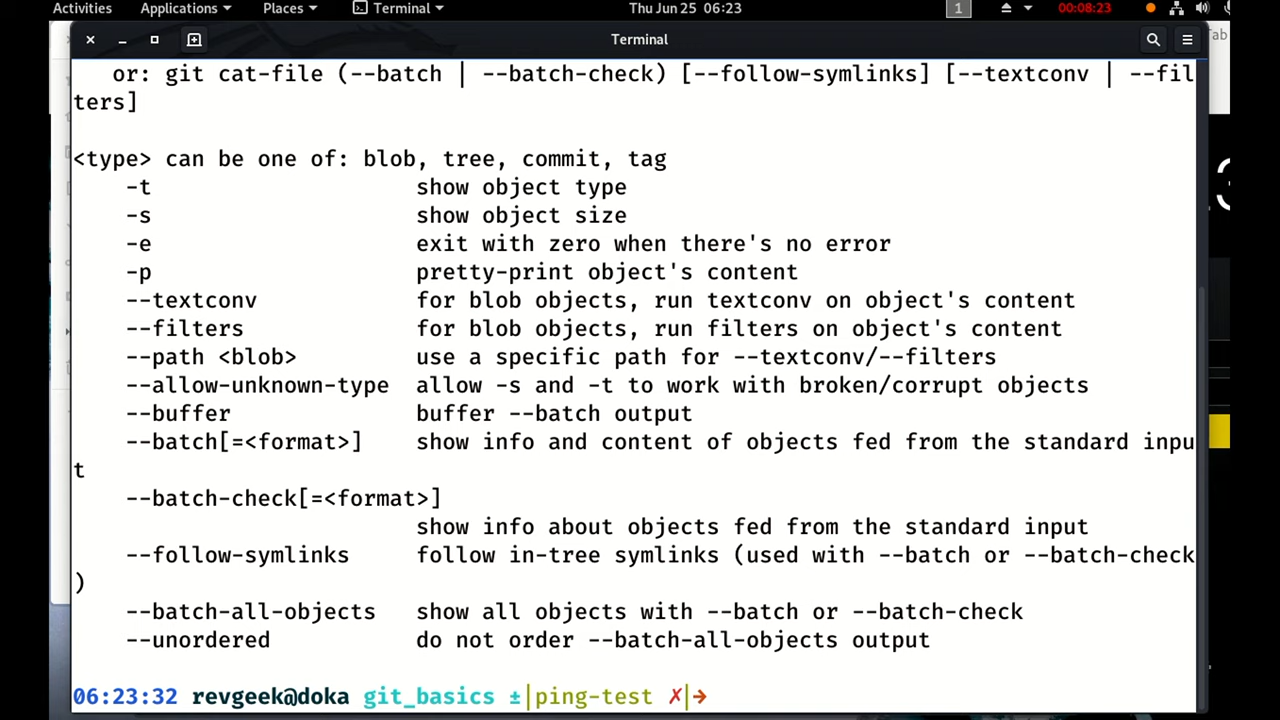 Activities Applications Places Terminal Thu Jun 25 06:23 1 00:08:23
Terminal
Tab
or: git cat-file (--batch | --batch-check) [--follow-symlinks] [--textconv | --fil
ters]
<type> can be one of: blob, tree, commit, tag
-t show object type
-s show object size
-e exit with zero when there's no error
-p pretty-print object's content
--textconv for blob objects, run textconv on object's content
--filters for blob objects, run filters on object's content
--path <blob> use a specific path for --textconv/--filters
--allow-unknown-type allow -s and -t to work with broken/corrupt objects
--buffer buffer --batch output
--batch[=<format>] show info and content of objects fed from the standard inpu
t
--batch-check[=<format>]
show info about objects fed from the standard input
--follow-symlinks follow in-tree symlinks (used with --batch or --batch-check
)
--batch-all-objects show all objects with --batch or --batch-check
--unordered do not order --batch-all-objects output
06:23:32 revgeek@doka git_basics ±|ping-test ✗|→